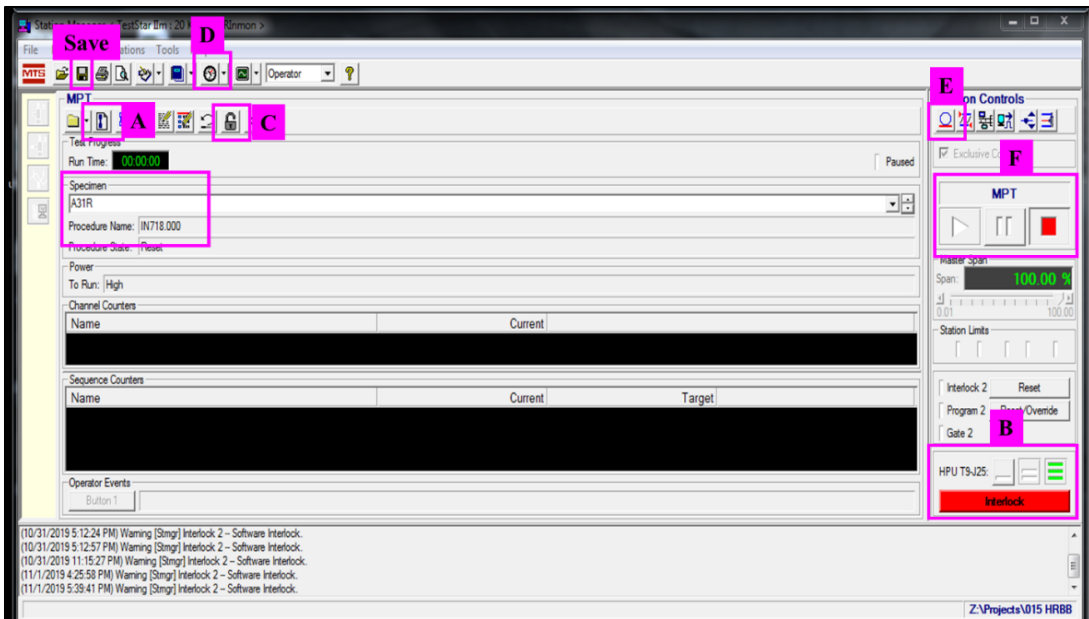 Station Manager < TestStar IIm : 20
Rinmon >
File
Tools
Save
D
MTS
Operator
E
MPT
A
C
Controls
Test Progress
Run Time: 00:00:00
Paused
Exclusive
F
Specimen
A31R
MPT
Procedure Name: IN718.000
Procedure State: Reset
Power
To Run: High
Master Span
Span: 100.00 %
0.01 100.00
Channel Counters
Name Current
Station Limits
Sequence Counters
Name Current Target
Interlock 2 Reset
Program 2 Reset/Override
Gate 2
B
HPU T9-J25:
Interlock
Operator Events
Button 1
(10/31/2019 5:12:24 PM) Warning [Stmgr] Interlock 2 – Software Interlock.
(10/31/2019 5:12:57 PM) Warning [Stmgr] Interlock 2 – Software Interlock.
(10/31/2019 11:15:27 PM) Warning [Stmgr] Interlock 2 – Software Interlock.
(11/1/2019 4:25:58 PM) Warning [Stmgr] Interlock 2 – Software Interlock.
(11/1/2019 5:39:41 PM) Warning [Stmgr] Interlock 2 – Software Interlock.
Z:\Projects\015 HRBB